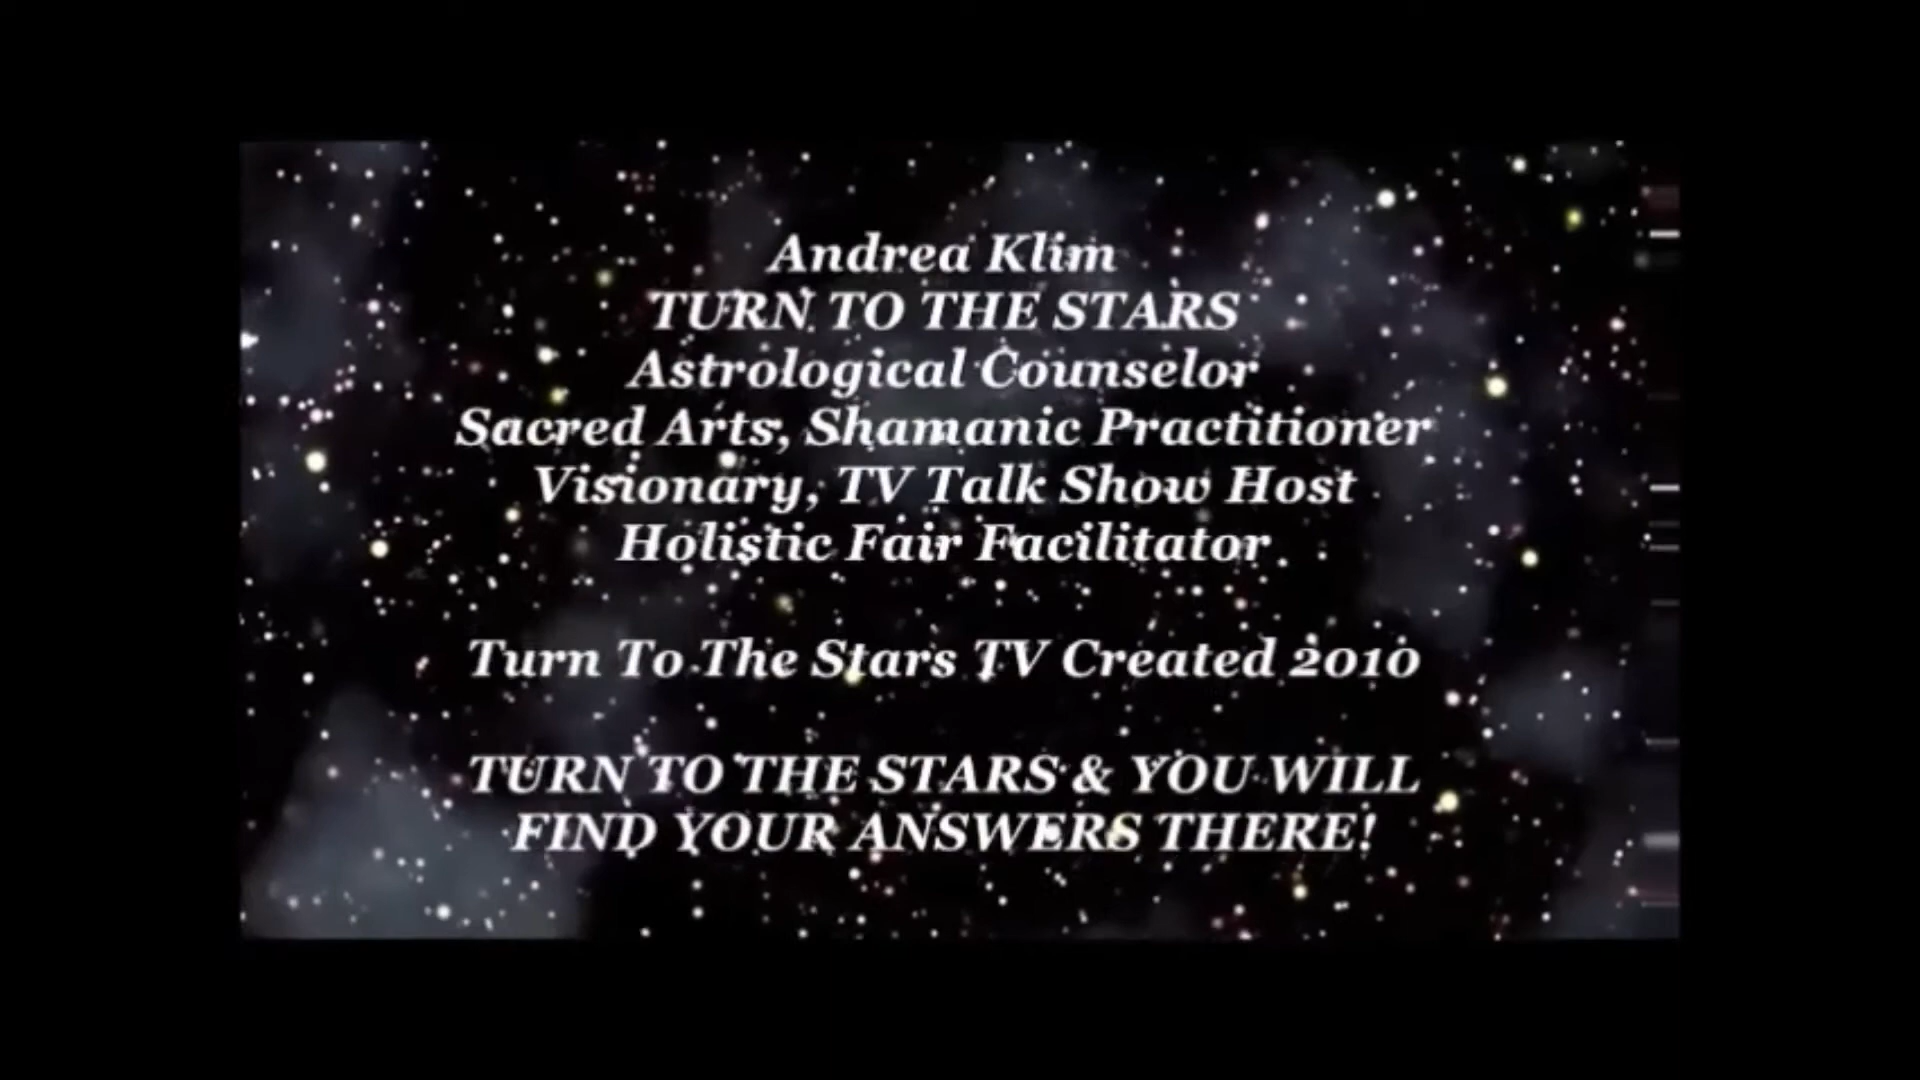 Andrea Klim
TURN TO THE STARS
Astrological Counselor
Sacred Arts, Shamanic Practitioner
Visionary, TV Talk Show Host
Holistic Fair Facilitator
Turn To The Stars TV Created 2010
TURN TO THE STARS & YOU WILL
FIND YOUR ANSWERS THERE!